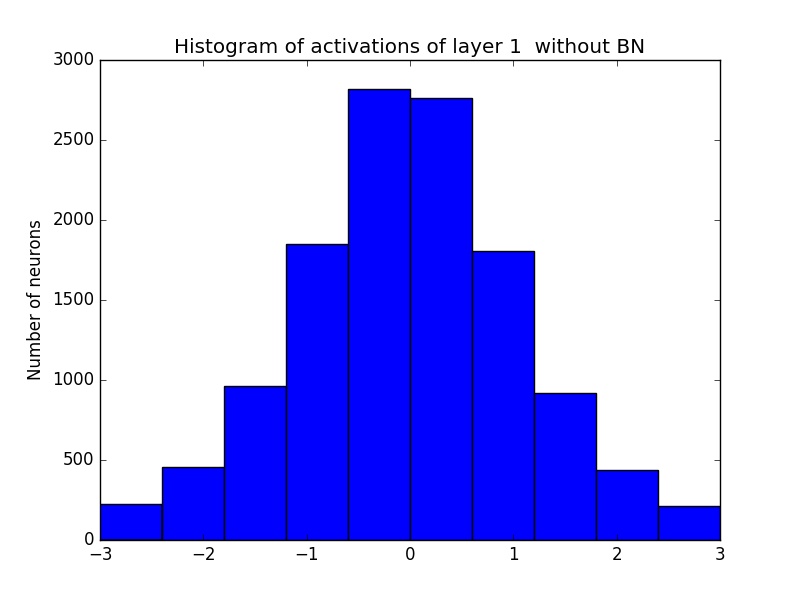 Histogram of activations of layer 1  without BN
Number of neurons
3000
2500
2000
1500
1000
500
0
−3 −2 −1 0 1 2 3